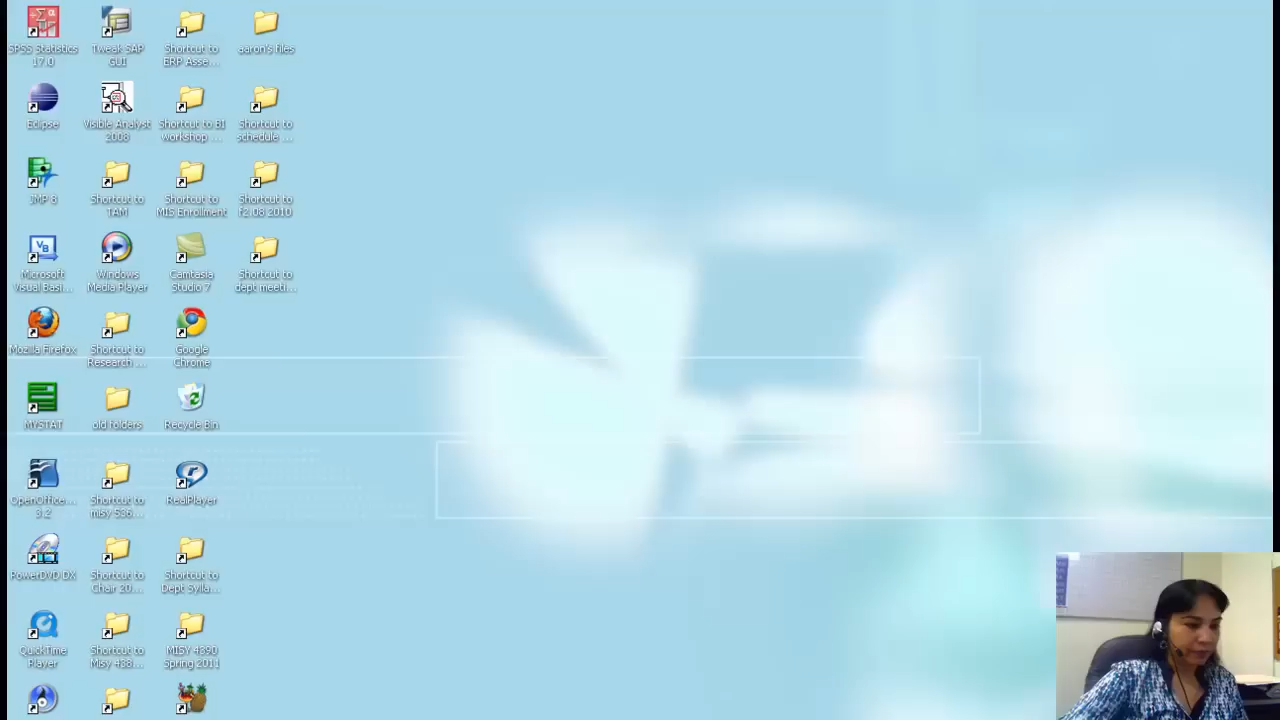 SPSS Statistics
17.0
Tweak SAP
GUI
Shortcut to
ERP Asse...
aaron's files
Eclipse
Visible Analyst
2008
Shortcut to BI
workshop ...
Shortcut to
schedule ...
JMP 8
Shortcut to
TAM
Shortcut to
MIS Enrollment
Shortcut to
f2.08 2010
Microsoft
Visual Basi...
Windows
Media Player
Camtasia
Studio 7
Shortcut to
dept meeti...
Mozilla Firefox
Shortcut to
Research ...
Google
Chrome
MYSTAT
old folders
Recycle Bin
OpenOffice....
3.2
Shortcut to
misy 536...
RealPlayer
PowerDVD DX
Shortcut to
Chair 20...
Shortcut to
Dept Sylla...
QuickTime
Player
Shortcut to
Misy 438...
MISY 4390
Spring 2011